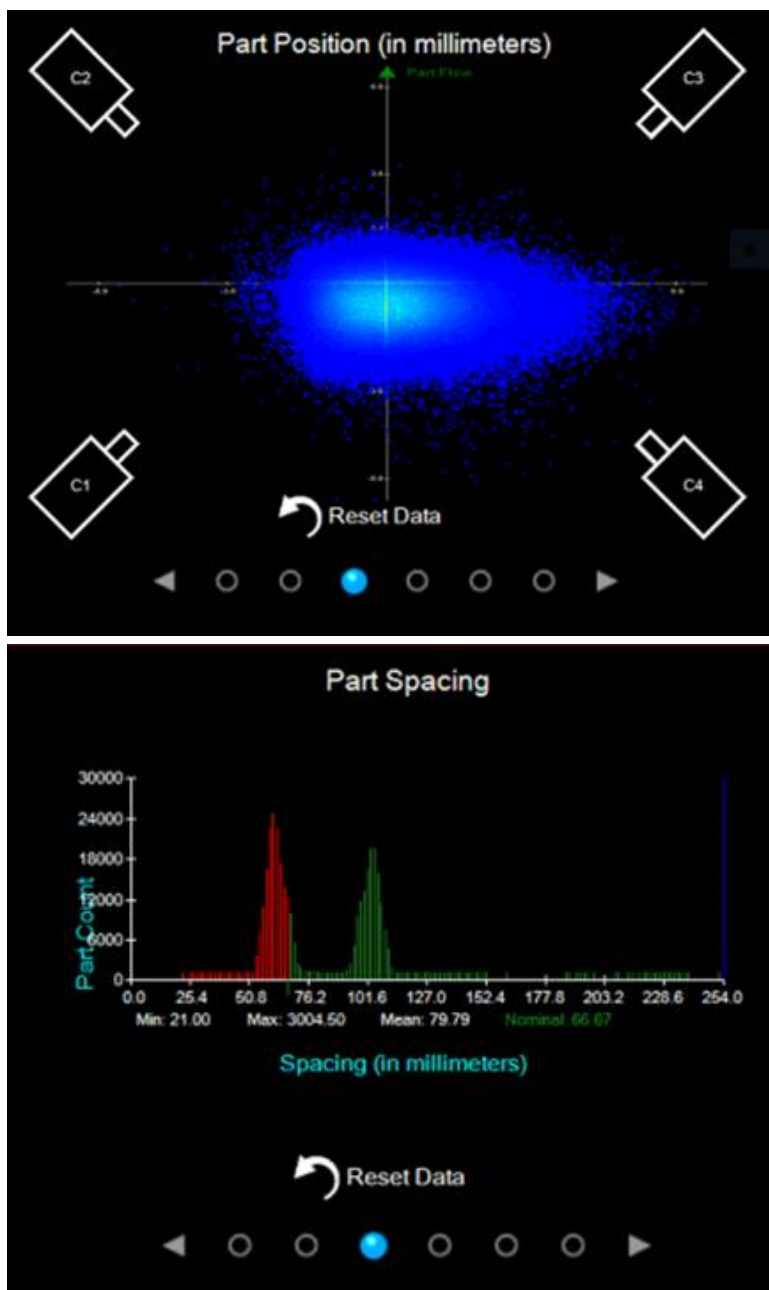 Part Position (in millimeters)
C2
Part Flow
C3
C1
C4
Reset Data
Part Spacing
30000
24000
18000
12000
6000
0
Part Count
0.0 25.4 50.8 76.2 101.6 127.0 152.4 177.8 203.2 228.6 254.0
Min: 21.00 Max: 3004.50 Mean: 79.79 Nominal: 66.67
Spacing (in millimeters)
Reset Data